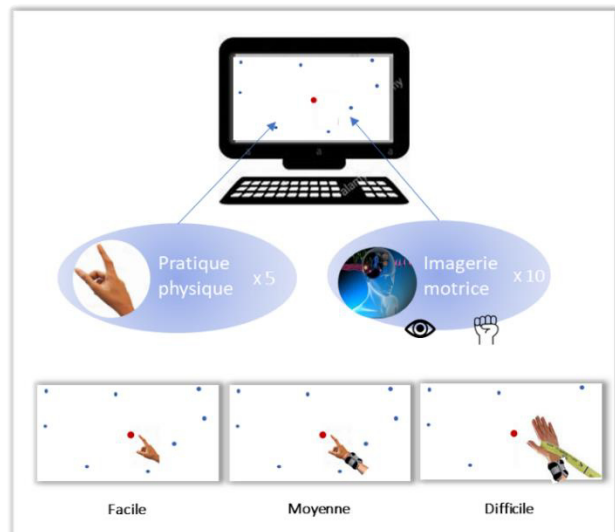 Pratique
physique
x 5
Imagerie
motrice
x 10
Facile
Moyenne
Difficile